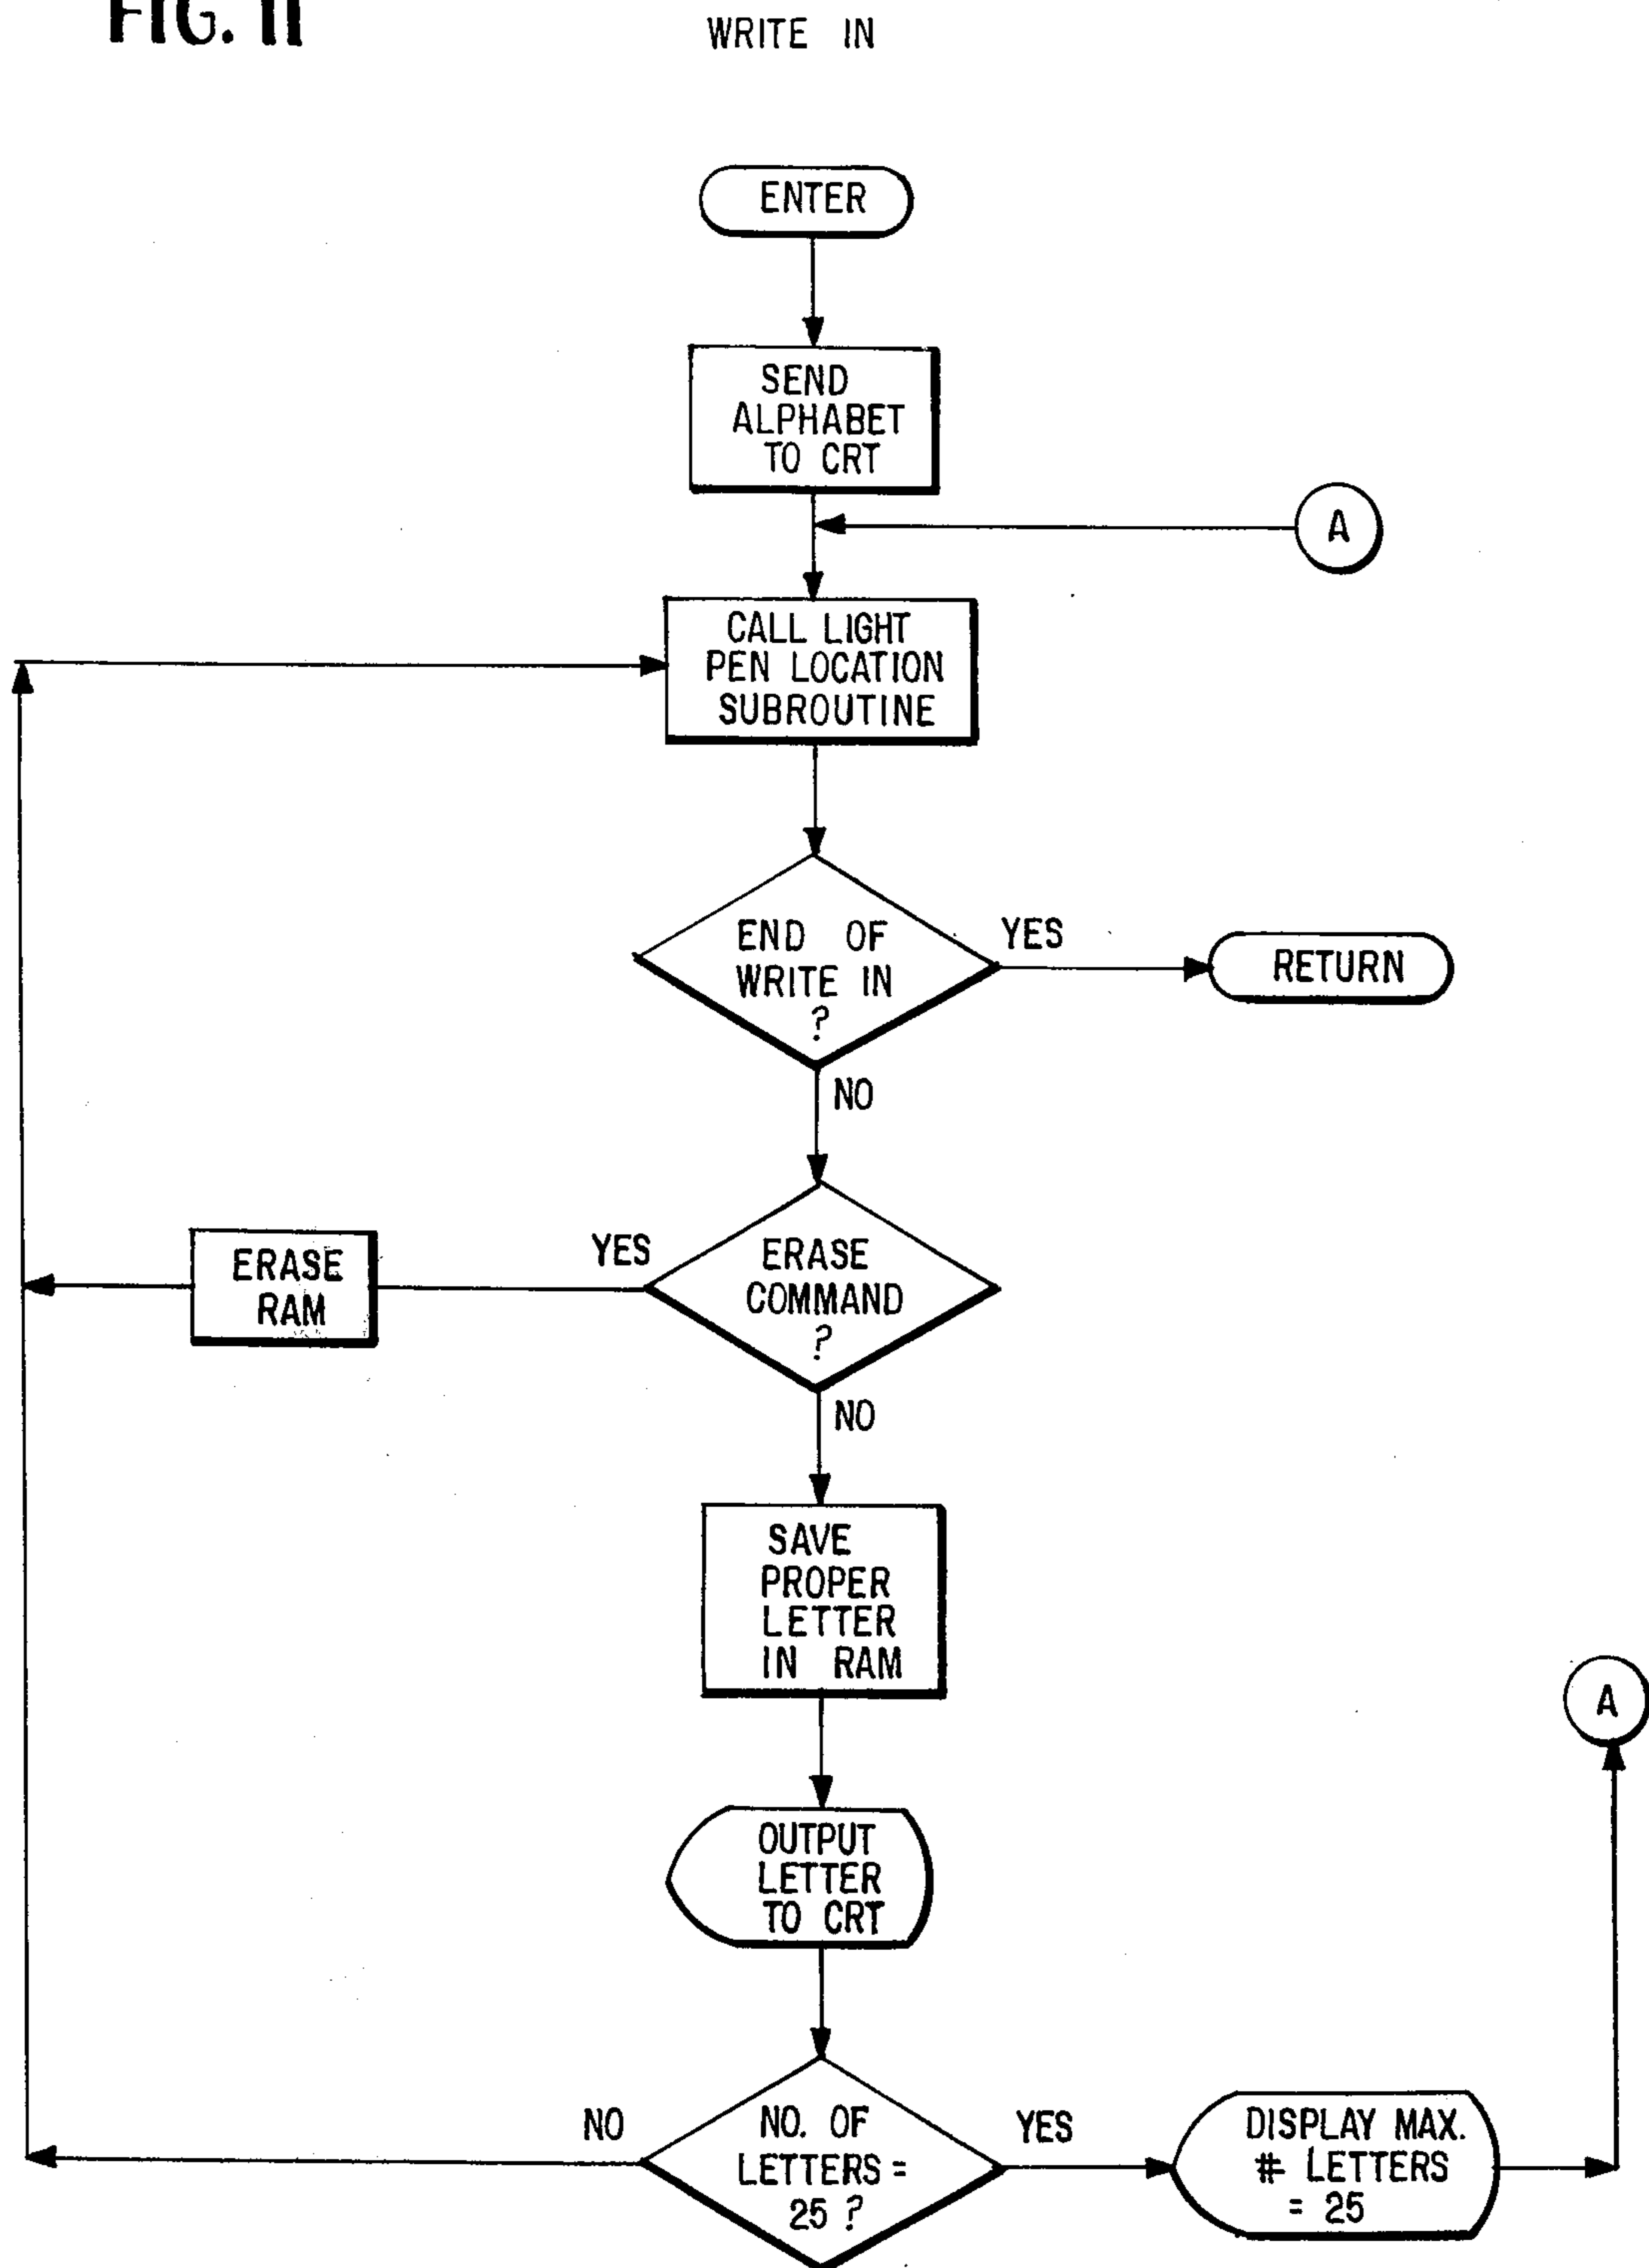 FIG. 11
WRITE IN
ENTER
SEND
ALPHABET
TO CRT
A
CALL LIGHT
PEN LOCATION
SUBROUTINE
END OF
WRITE IN
?
YES
RETURN
NO
ERASE
COMMAND
?
YES
ERASE
RAM
NO
SAVE
PROPER
LETTER
IN RAM
A
OUTPUT
LETTER
TO CRT
NO. OF
LETTERS =
25 ?
NO
YES
DISPLAY MAX.
# LETTERS
= 25